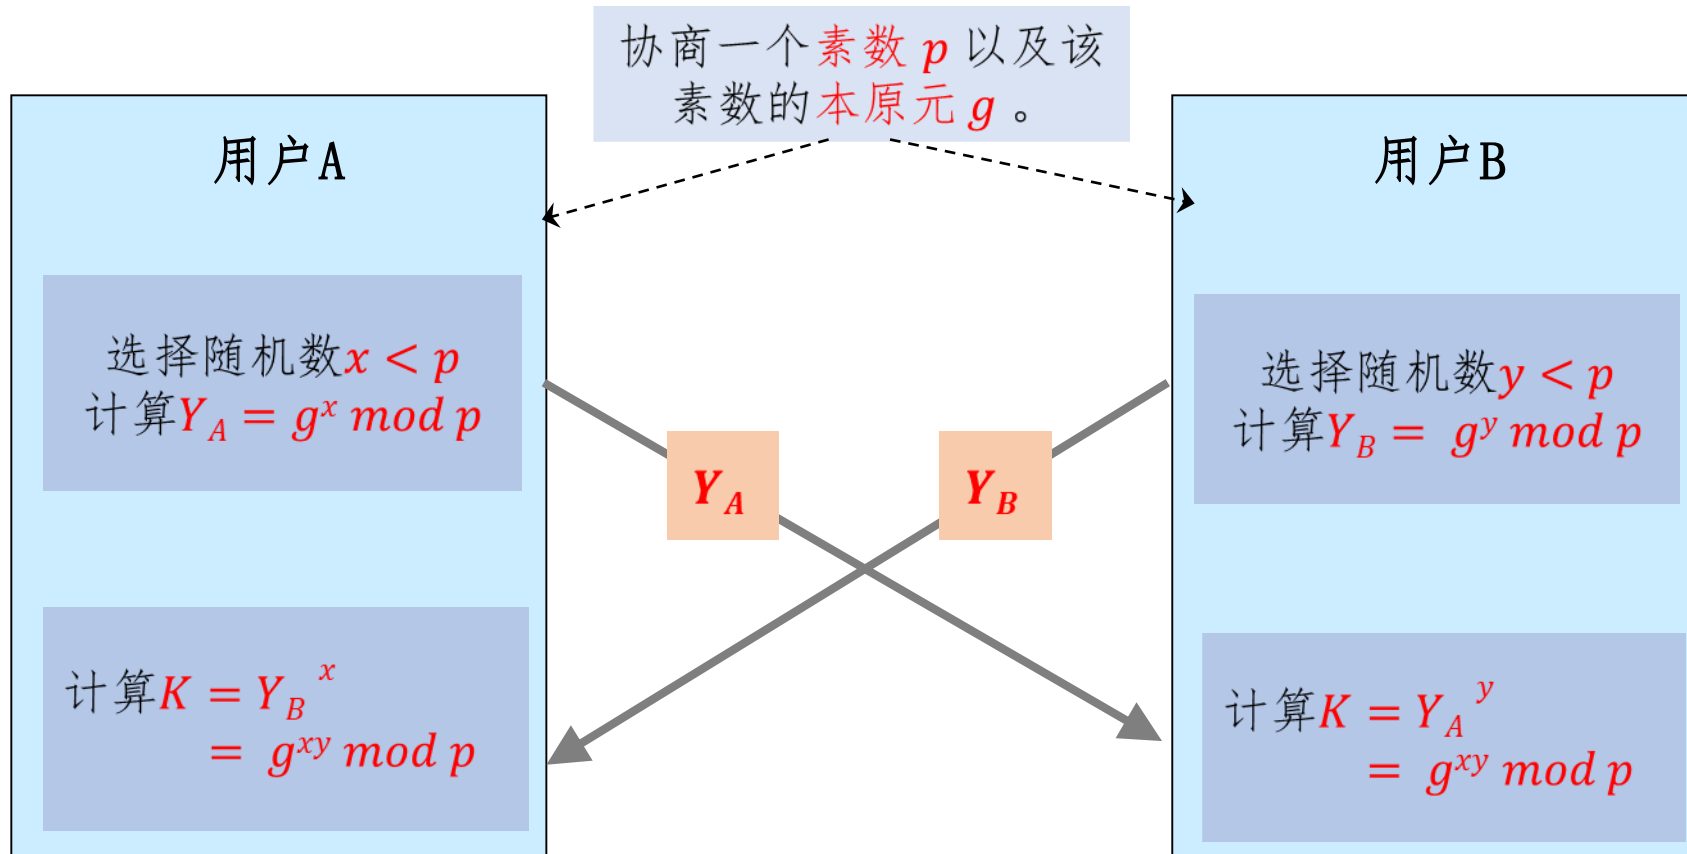 协商一个素数 p 以及该
素数的本原元 g 。
用户A
用户B
选择随机数x < p
计算Y_A = g^x mod p
选择随机数y < p
计算Y_B = g^y mod p
Y_A
Y_B
计算K = Y_B^x
= g^xy mod p
计算K = Y_A^y
= g^xy mod p